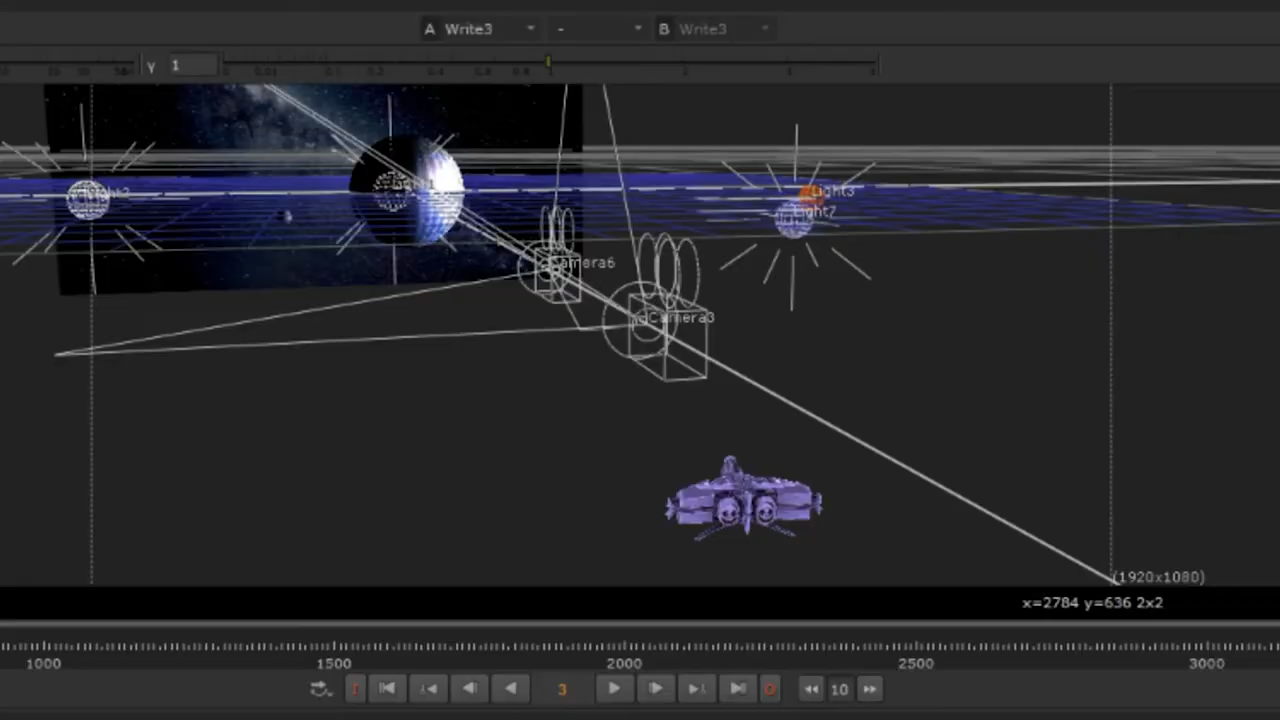 A Write3 - B Write3
Y 1
Light3
Light7
Camera6
Camera3
(1920x1080)
x=2784 y=636 2x2
1000 1500 2000 2500 3000
3 10